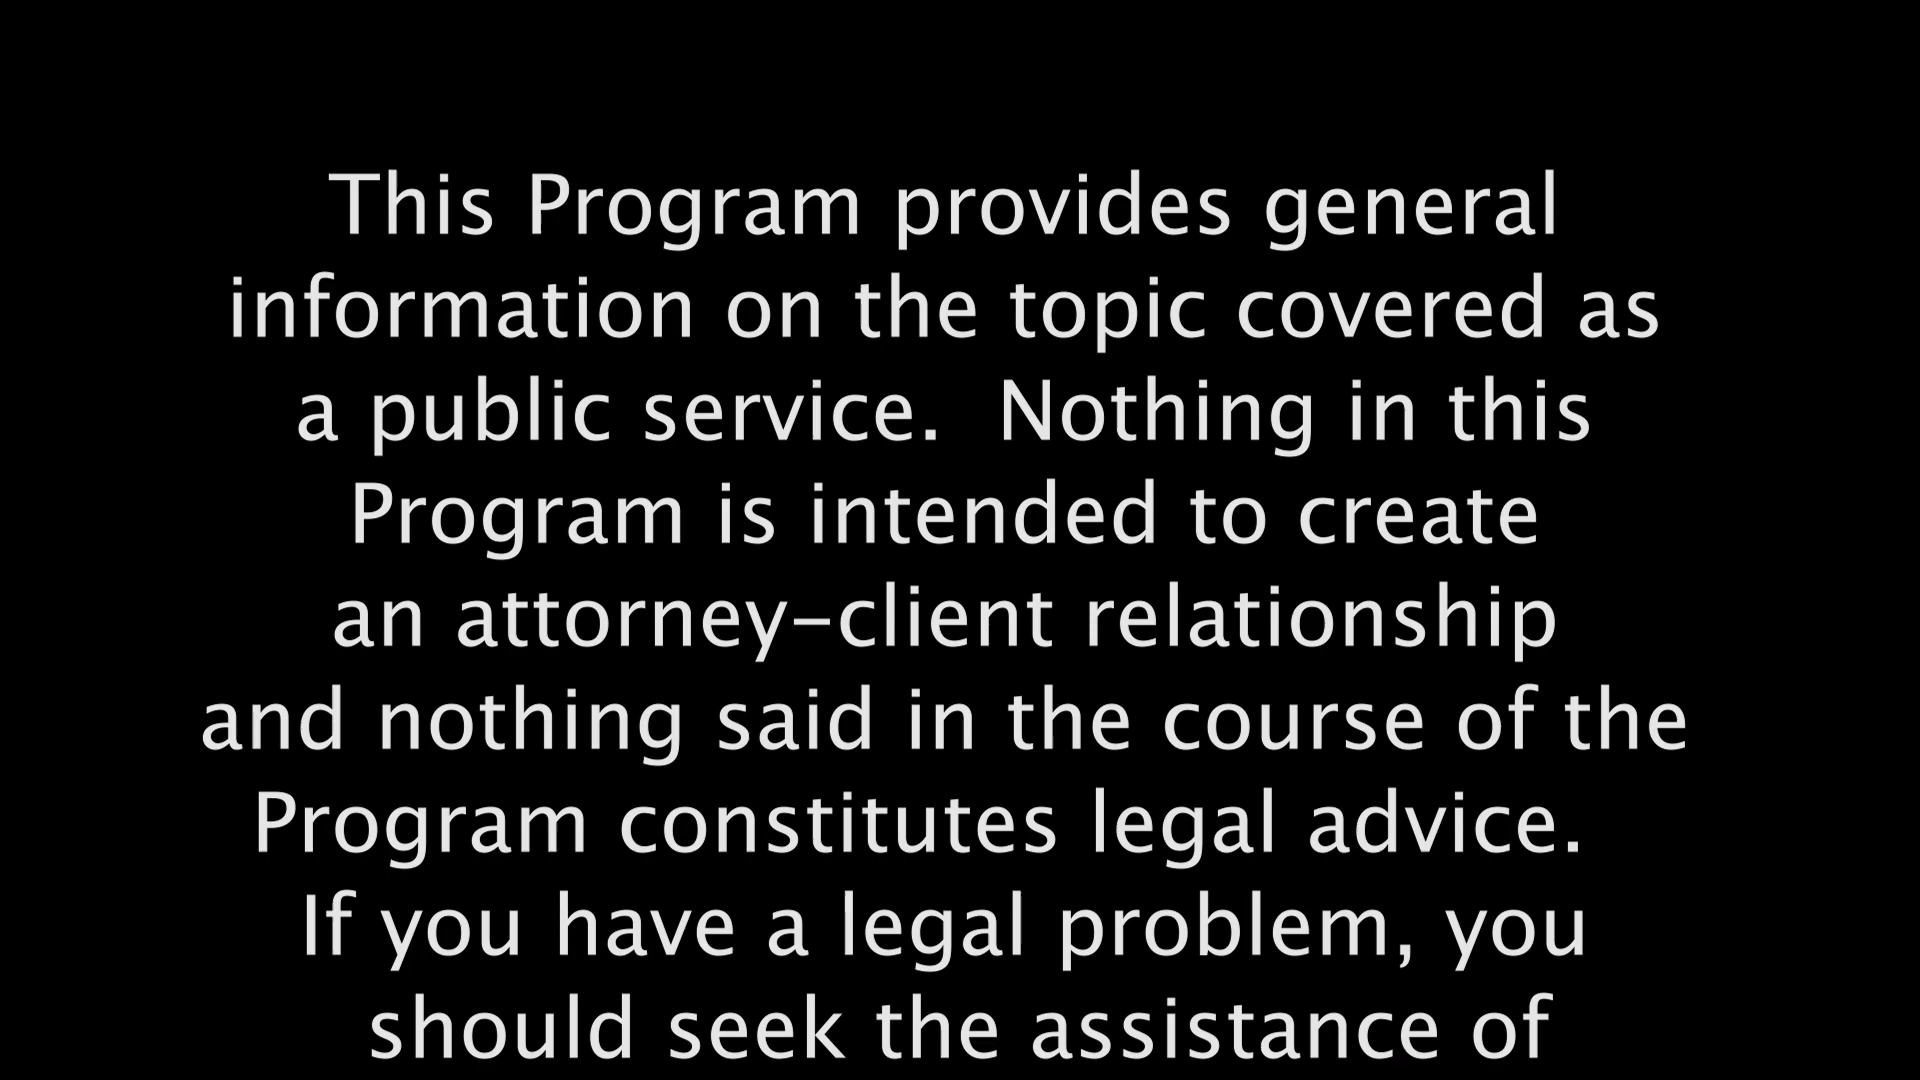 This Program provides general
information on the topic covered as
a public service.  Nothing in this
Program is intended to create
an attorney-client relationship
and nothing said in the course of the
Program constitutes legal advice.
If you have a legal problem, you
should seek the assistance of